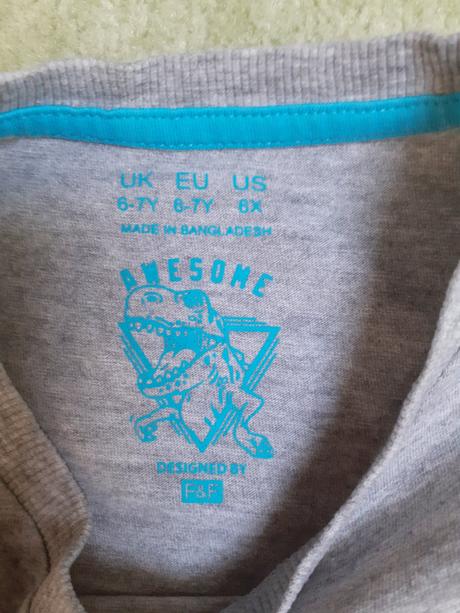 UK EU US
6-7Y 6-7Y 6X
MADE IN BANGLADESH
AWESOME
DESIGNED BY
F&F